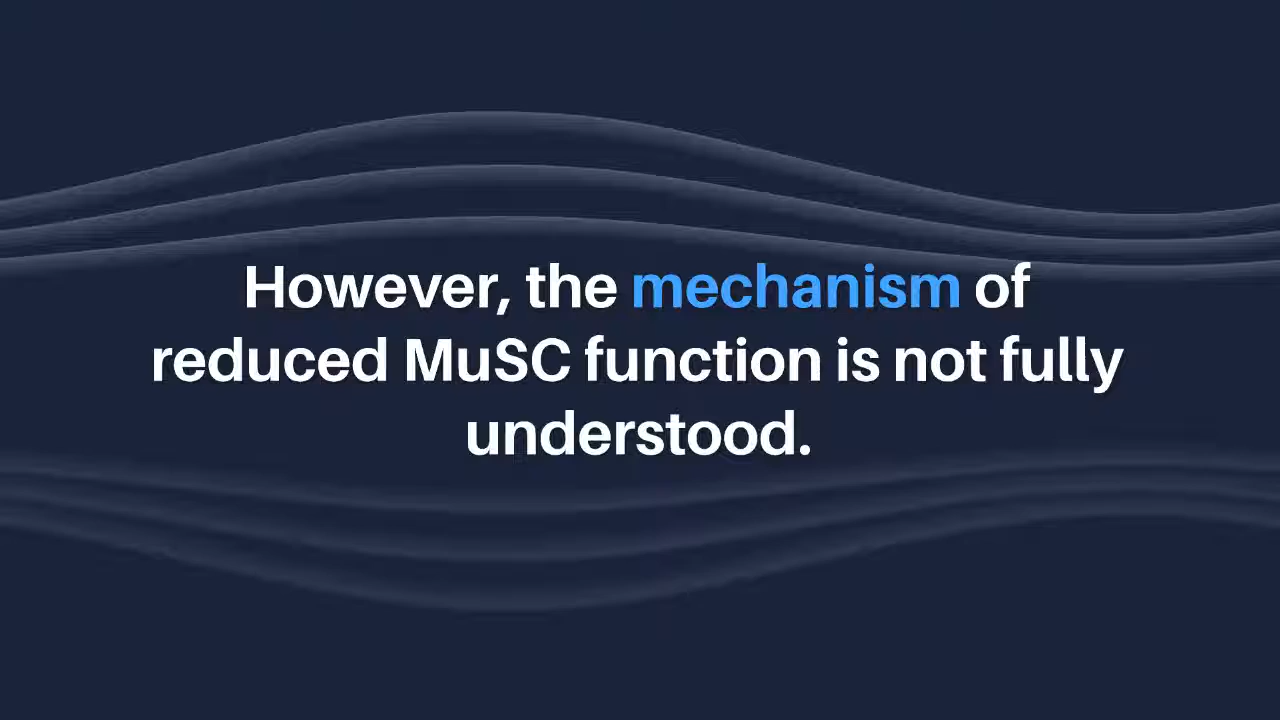 However, the mechanism of
reduced MuSC function is not fully
understood.